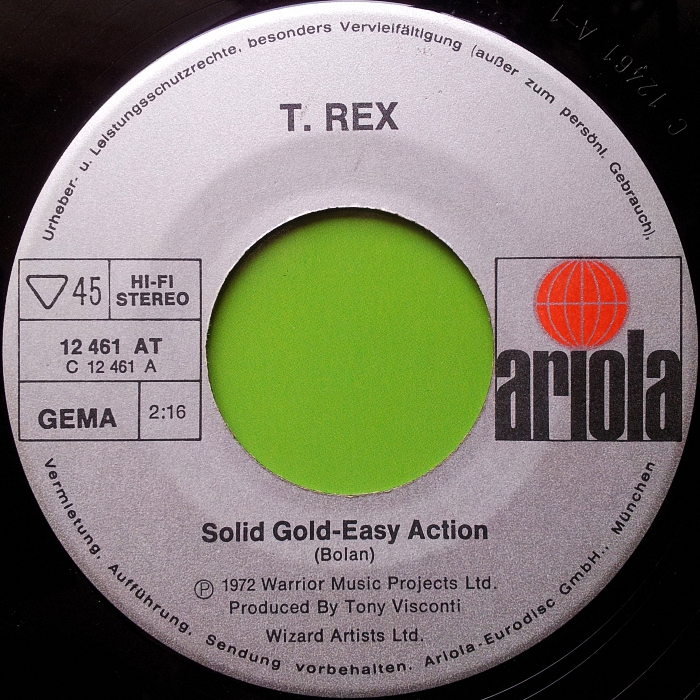 Urheber- u. Leistungsschutzrechte, besonders Vervielfältigung (außer zum persönl. Gebrauch),
C 12461 A-1
T. REX
▽45
HI-FI
STEREO
12 461 AT
C 12 461 A
GEMA
2:16
ariola
Solid Gold-Easy Action
(Bolan)
℗ 1972 Warrior Music Projects Ltd.
Produced By Tony Visconti
Wizard Artists Ltd.
Vermietung, Aufführung, Sendung vorbehalten. Ariola-Eurodisc GmbH., München